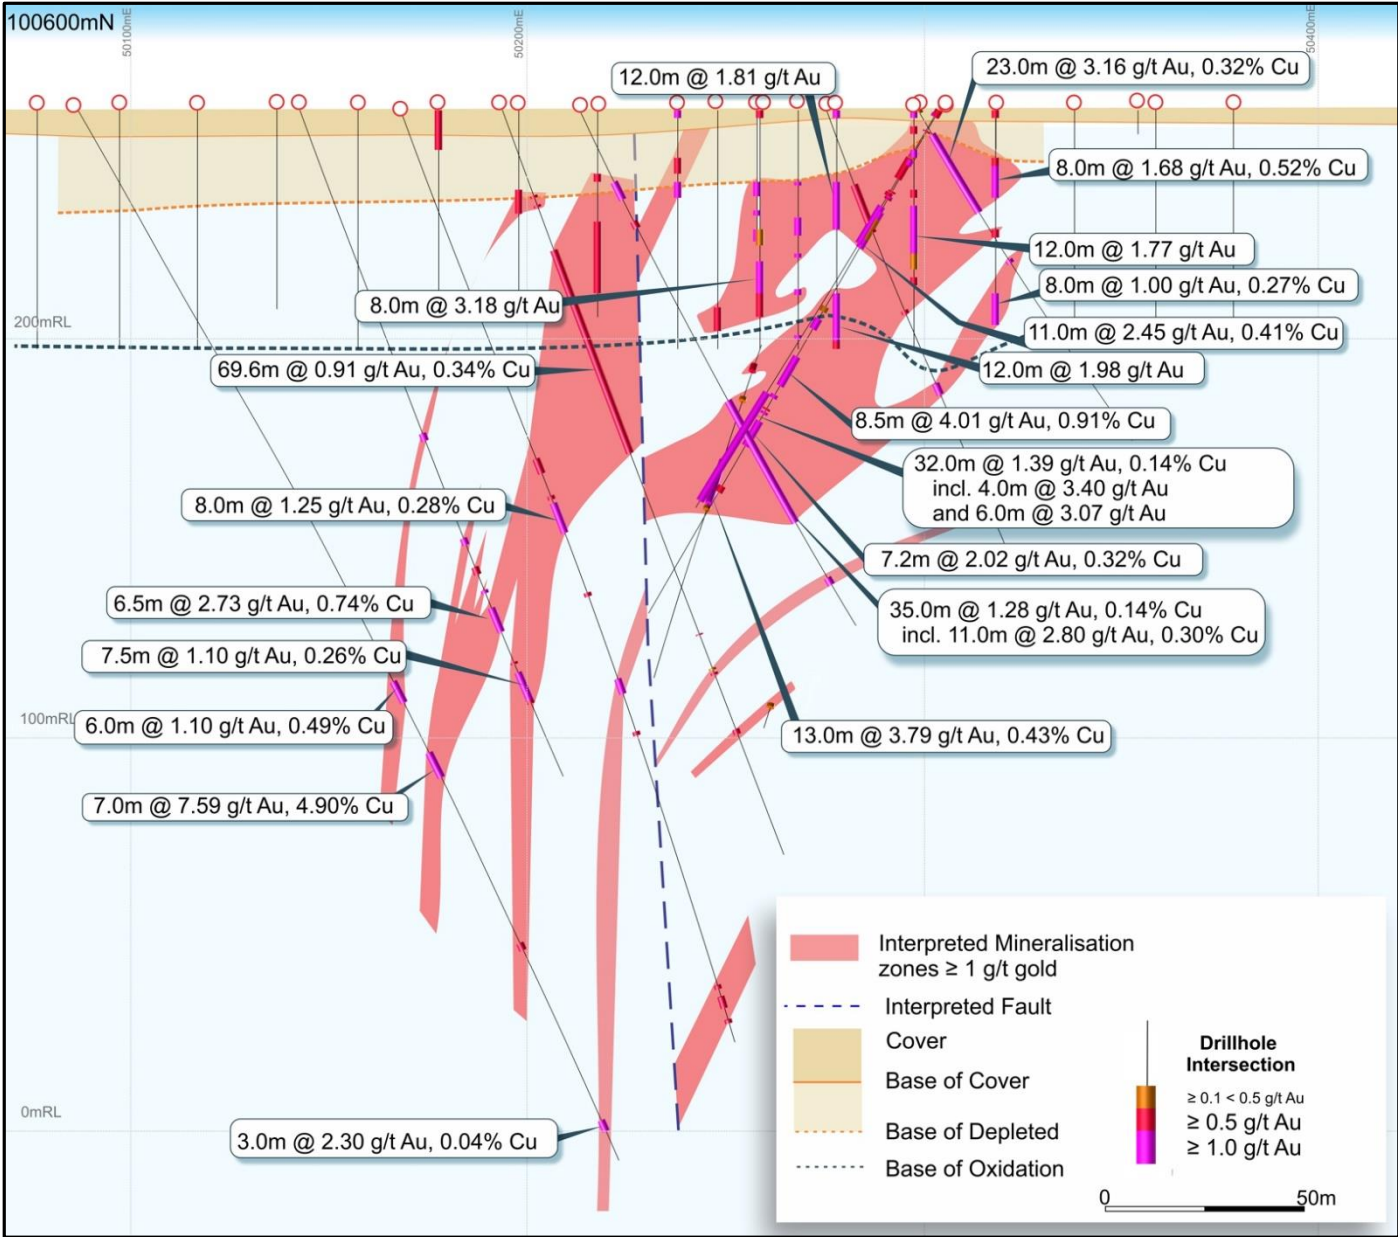 100600mN
50100mE
50200mE
50400mE
12.0m @ 1.81 g/t Au
23.0m @ 3.16 g/t Au, 0.32% Cu
8.0m @ 1.68 g/t Au, 0.52% Cu
12.0m @ 1.77 g/t Au
8.0m @ 1.00 g/t Au, 0.27% Cu
8.0m @ 3.18 g/t Au
200mRL
11.0m @ 2.45 g/t Au, 0.41% Cu
69.6m @ 0.91 g/t Au, 0.34% Cu
12.0m @ 1.98 g/t Au
8.5m @ 4.01 g/t Au, 0.91% Cu
32.0m @ 1.39 g/t Au, 0.14% Cu
incl. 4.0m @ 3.40 g/t Au
and 6.0m @ 3.07 g/t Au
8.0m @ 1.25 g/t Au, 0.28% Cu
7.2m @ 2.02 g/t Au, 0.32% Cu
6.5m @ 2.73 g/t Au, 0.74% Cu
35.0m @ 1.28 g/t Au, 0.14% Cu
incl. 11.0m @ 2.80 g/t Au, 0.30% Cu
7.5m @ 1.10 g/t Au, 0.26% Cu
100mRL
6.0m @ 1.10 g/t Au, 0.49% Cu
13.0m @ 3.79 g/t Au, 0.43% Cu
7.0m @ 7.59 g/t Au, 4.90% Cu
0mRL
3.0m @ 2.30 g/t Au, 0.04% Cu
Interpreted Mineralisation
zones ≥ 1 g/t gold
Interpreted Fault
Cover
Base of Cover
Base of Depleted
Base of Oxidation
Drillhole
Intersection
≥ 0.1 < 0.5 g/t Au
≥ 0.5 g/t Au
≥ 1.0 g/t Au
0 50m